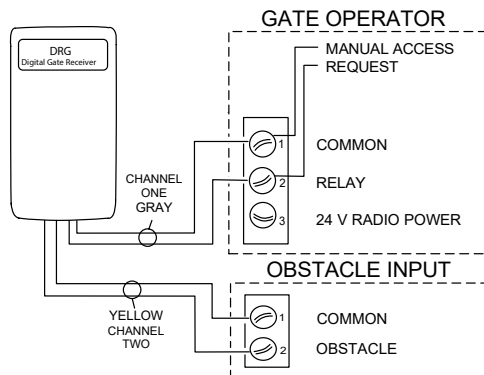 GATE OPERATOR
DRG
Digital Gate Receiver
MANUAL ACCESS
REQUEST
1 COMMON
2 RELAY
3 24 V RADIO POWER
CHANNEL
ONE
GRAY
OBSTACLE INPUT
1 COMMON
2 OBSTACLE
YELLOW
CHANNEL
TWO